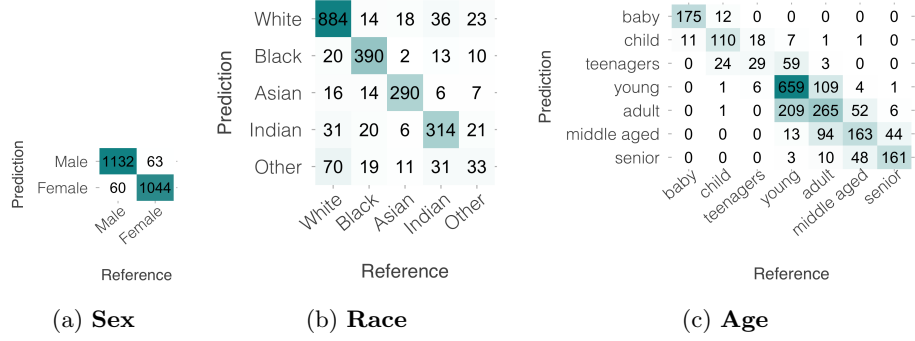 Prediction
Male 1132 63
Female 60 1044
Male Female
Reference
(a) Sex
Prediction
White 884 14 18 36 23
Black 20 390 2 13 10
Asian 16 14 290 6 7
Indian 31 20 6 314 21
Other 70 19 11 31 33
White Black Asian Indian Other
Reference
(b) Race
Prediction
baby 175 12 0 0 0 0 0
child 11 110 18 7 1 1 0
teenagers 0 24 29 59 3 0 0
young 0 1 6 659 109 4 1
adult 0 1 0 209 265 52 6
middle aged 0 0 0 13 94 163 44
senior 0 0 0 3 10 48 161
baby child teenagers young adult middle aged senior
Reference
(c) Age